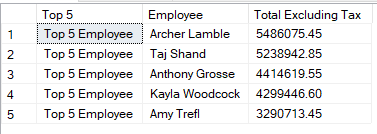 Top 5 Employee Total Excluding Tax
1 Top 5 Employee Archer Lamble 5486075.45
2 Top 5 Employee Taj Shand 5238942.85
3 Top 5 Employee Anthony Grosse 4414619.55
4 Top 5 Employee Kayla Woodcock 4299446.60
5 Top 5 Employee Amy Trefl 3290713.45